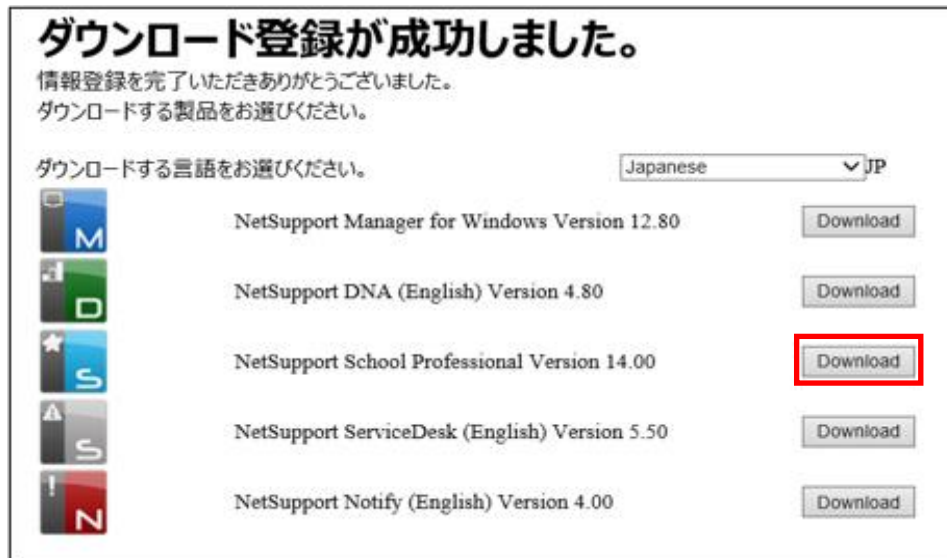 ダウンロード登録が成功しました。
情報登録を完了いただきありがとうございました。
ダウンロードする製品をお選びください。
ダウンロードする言語をお選びください。 Japanese JP
M NetSupport Manager for Windows Version 12.80 Download
D NetSupport DNA (English) Version 4.80 Download
S NetSupport School Professional Version 14.00 Download
S NetSupport ServiceDesk (English) Version 5.50 Download
! N NetSupport Notify (English) Version 4.00 Download